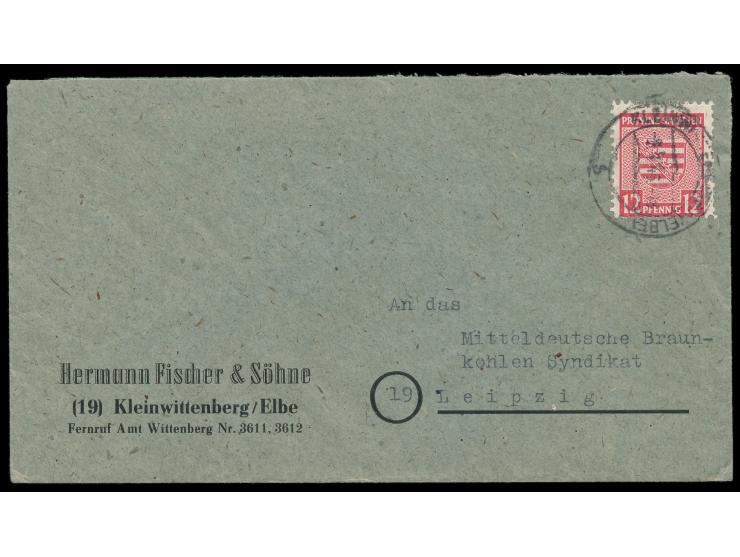 PROVINZ SACHSEN
12 PFENNIG 12
An das
Mitteldeutsche Braun-
kohlen Syndikat
19 Leipzig
Hermann Fischer & Söhne
(19) Kleinwittenberg/Elbe
Fernruf Amt Wittenberg Nr. 3611, 3612